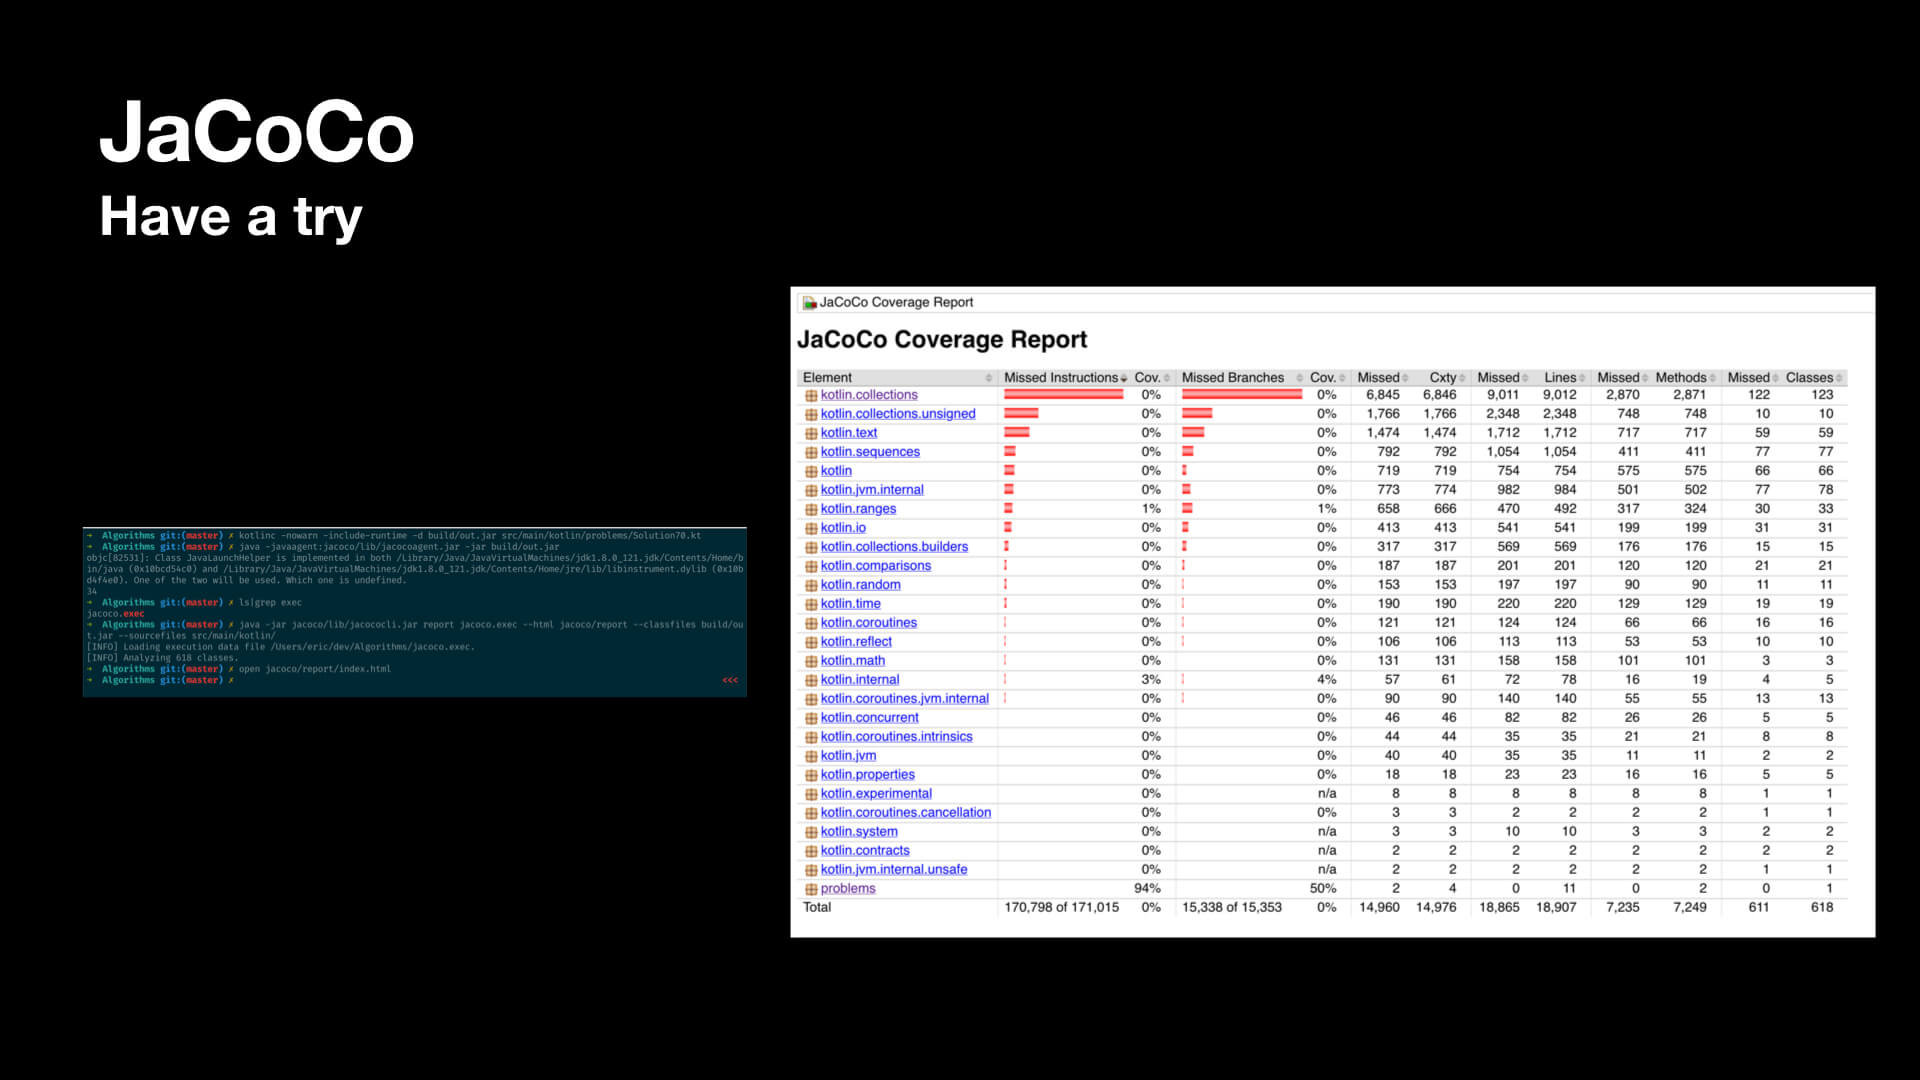 JaCoCo
Have a try
→ Algorithms git:(master) ✗ kotlinc -nowarn -include-runtime -d build/out.jar src/main/kotlin/problems/Solution70.kt
→ Algorithms git:(master) ✗ java -javaagent:jacoco/lib/jacocoagent.jar -jar build/out.jar
objc[82531]: Class JavaLaunchHelper is implemented in both /Library/Java/JavaVirtualMachines/jdk1.8.0_121.jdk/Contents/Home/b
in/java (0x10bcd54c0) and /Library/Java/JavaVirtualMachines/jdk1.8.0_121.jdk/Contents/Home/jre/lib/libinstrument.dylib (0x10b
d4f4e0). One of the two will be used. Which one is undefined.
34
→ Algorithms git:(master) ✗ ls|grep exec
jacoco.exec
→ Algorithms git:(master) ✗ java -jar jacoco/lib/jacococli.jar report jacoco.exec --html jacoco/report --classfiles build/ou
t.jar --sourcefiles src/main/kotlin/
[INFO] Loading execution data file /Users/eric/dev/Algorithms/jacoco.exec.
[INFO] Analyzing 618 classes.
→ Algorithms git:(master) ✗ open jacoco/report/index.html
→ Algorithms git:(master) ✗ <<<
JaCoCo Coverage Report
JaCoCo Coverage Report
Element Missed Instructions Cov. Missed Branches Cov. Missed Cxty Missed Lines Missed Methods Missed Classes
kotlin.collections 0% 0% 6,845 6,846 9,011 9,012 2,870 2,871 122 123
kotlin.collections.unsigned 0% 0% 1,766 1,766 2,348 2,348 748 748 10 10
kotlin.text 0% 0% 1,474 1,474 1,712 1,712 717 717 59 59
kotlin.sequences 0% 0% 792 792 1,054 1,054 411 411 77 77
kotlin 0% 0% 719 719 754 754 575 575 66 66
kotlin.jvm.internal 0% 0% 773 774 982 984 501 502 77 78
kotlin.ranges 1% 1% 658 666 470 492 317 324 30 33
kotlin.io 0% 0% 413 413 541 541 199 199 31 31
kotlin.collections.builders 0% 0% 317 317 569 569 176 176 15 15
kotlin.comparisons 0% 0% 187 187 201 201 120 120 21 21
kotlin.random 0% 0% 153 153 197 197 90 90 11 11
kotlin.time 0% 0% 190 190 220 220 129 129 19 19
kotlin.coroutines 0% 0% 121 121 124 124 66 66 16 16
kotlin.reflect 0% 0% 106 106 113 113 53 53 10 10
kotlin.math 0% 0% 131 131 158 158 101 101 3 3
kotlin.internal 3% 4% 57 61 72 78 16 19 4 5
kotlin.coroutines.jvm.internal 0% 0% 90 90 140 140 55 55 13 13
kotlin.concurrent 0% 0% 46 46 82 82 26 26 5 5
kotlin.coroutines.intrinsics 0% 0% 44 44 35 35 21 21 8 8
kotlin.jvm 0% 0% 40 40 35 35 11 11 2 2
kotlin.properties 0% 0% 18 18 23 23 16 16 5 5
kotlin.experimental 0% n/a 8 8 8 8 8 8 1 1
kotlin.coroutines.cancellation 0% 0% 3 3 2 2 2 2 1 1
kotlin.system 0% n/a 3 3 10 10 3 3 2 2
kotlin.contracts 0% n/a 2 2 2 2 2 2 2 2
kotlin.jvm.internal.unsafe 0% n/a 2 2 2 2 2 2 1 1
problems 94% 50% 2 4 0 11 0 2 0 1
Total 170,798 of 171,015 0% 15,338 of 15,353 0% 14,960 14,976 18,865 18,907 7,235 7,249 611 618